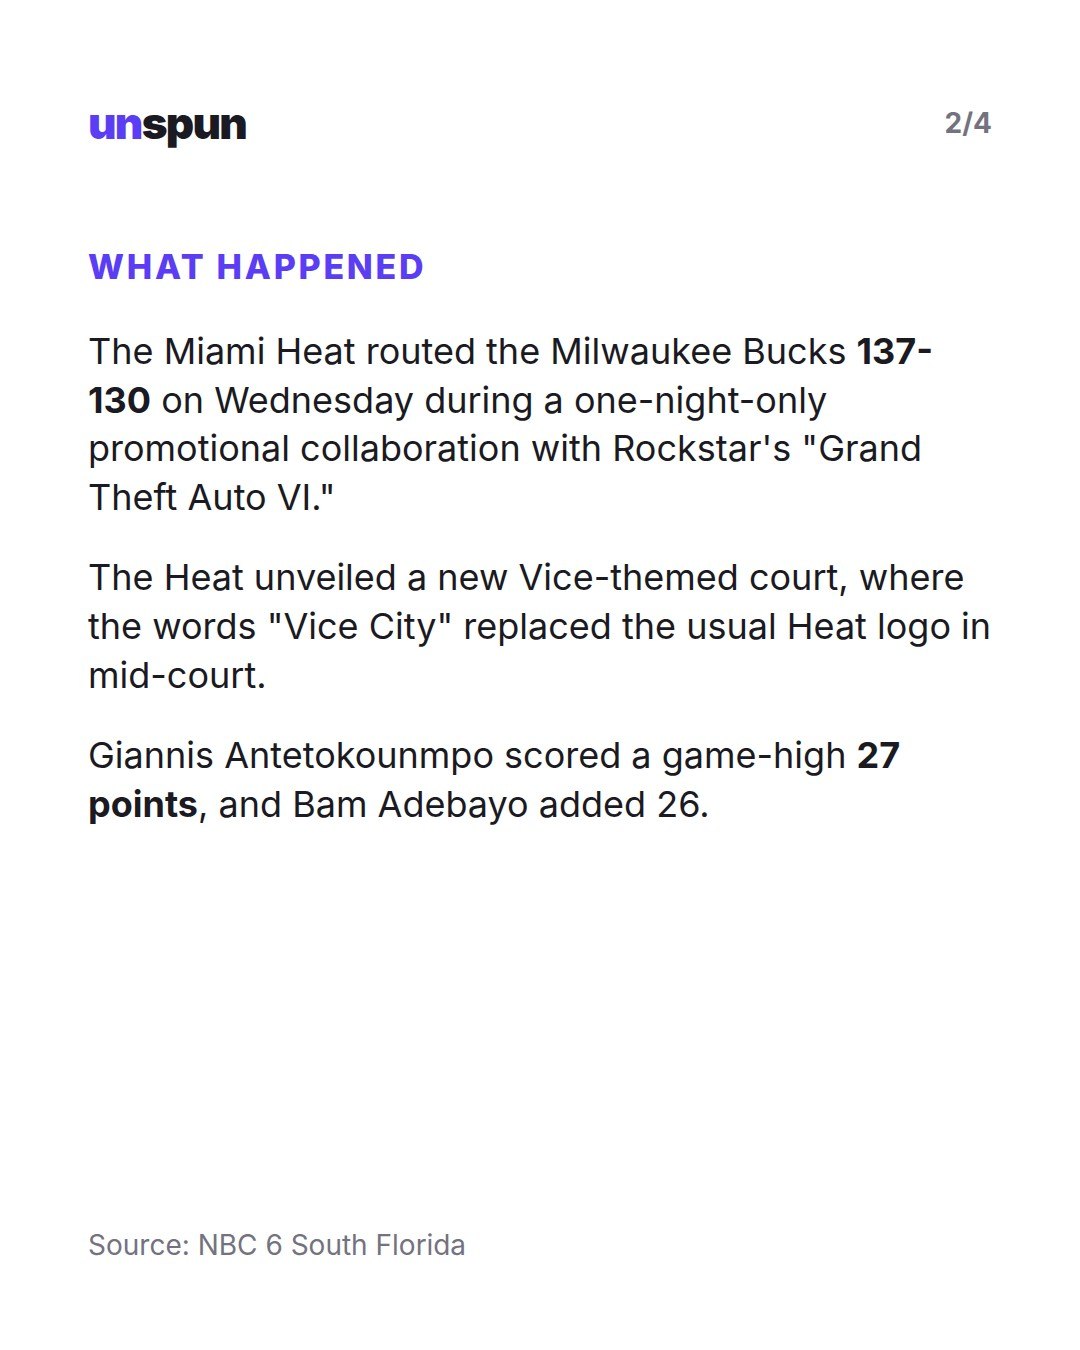 unspun
2/4
WHAT HAPPENED
The Miami Heat routed the Milwaukee Bucks 137-
130 on Wednesday during a one-night-only
promotional collaboration with Rockstar's "Grand
Theft Auto VI."
The Heat unveiled a new Vice-themed court, where
the words "Vice City" replaced the usual Heat logo in
mid-court.
Giannis Antetokounmpo scored a game-high 27
points, and Bam Adebayo added 26.
Source: NBC 6 South Florida